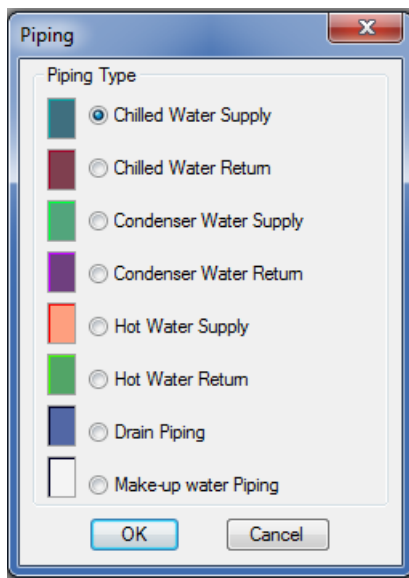 Piping
Piping Type
Chilled Water Supply
Chilled Water Return
Condenser Water Supply
Condenser Water Return
Hot Water Supply
Hot Water Return
Drain Piping
Make-up water Piping
OK Cancel